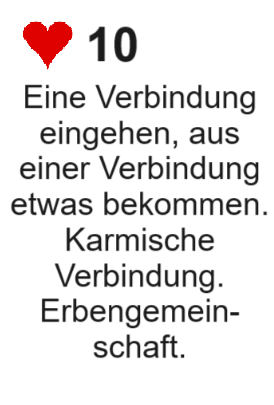 10
Eine Verbindung
eingehen, aus
einer Verbindung
etwas bekommen.
Karmische
Verbindung.
Erbengemein-
schaft.